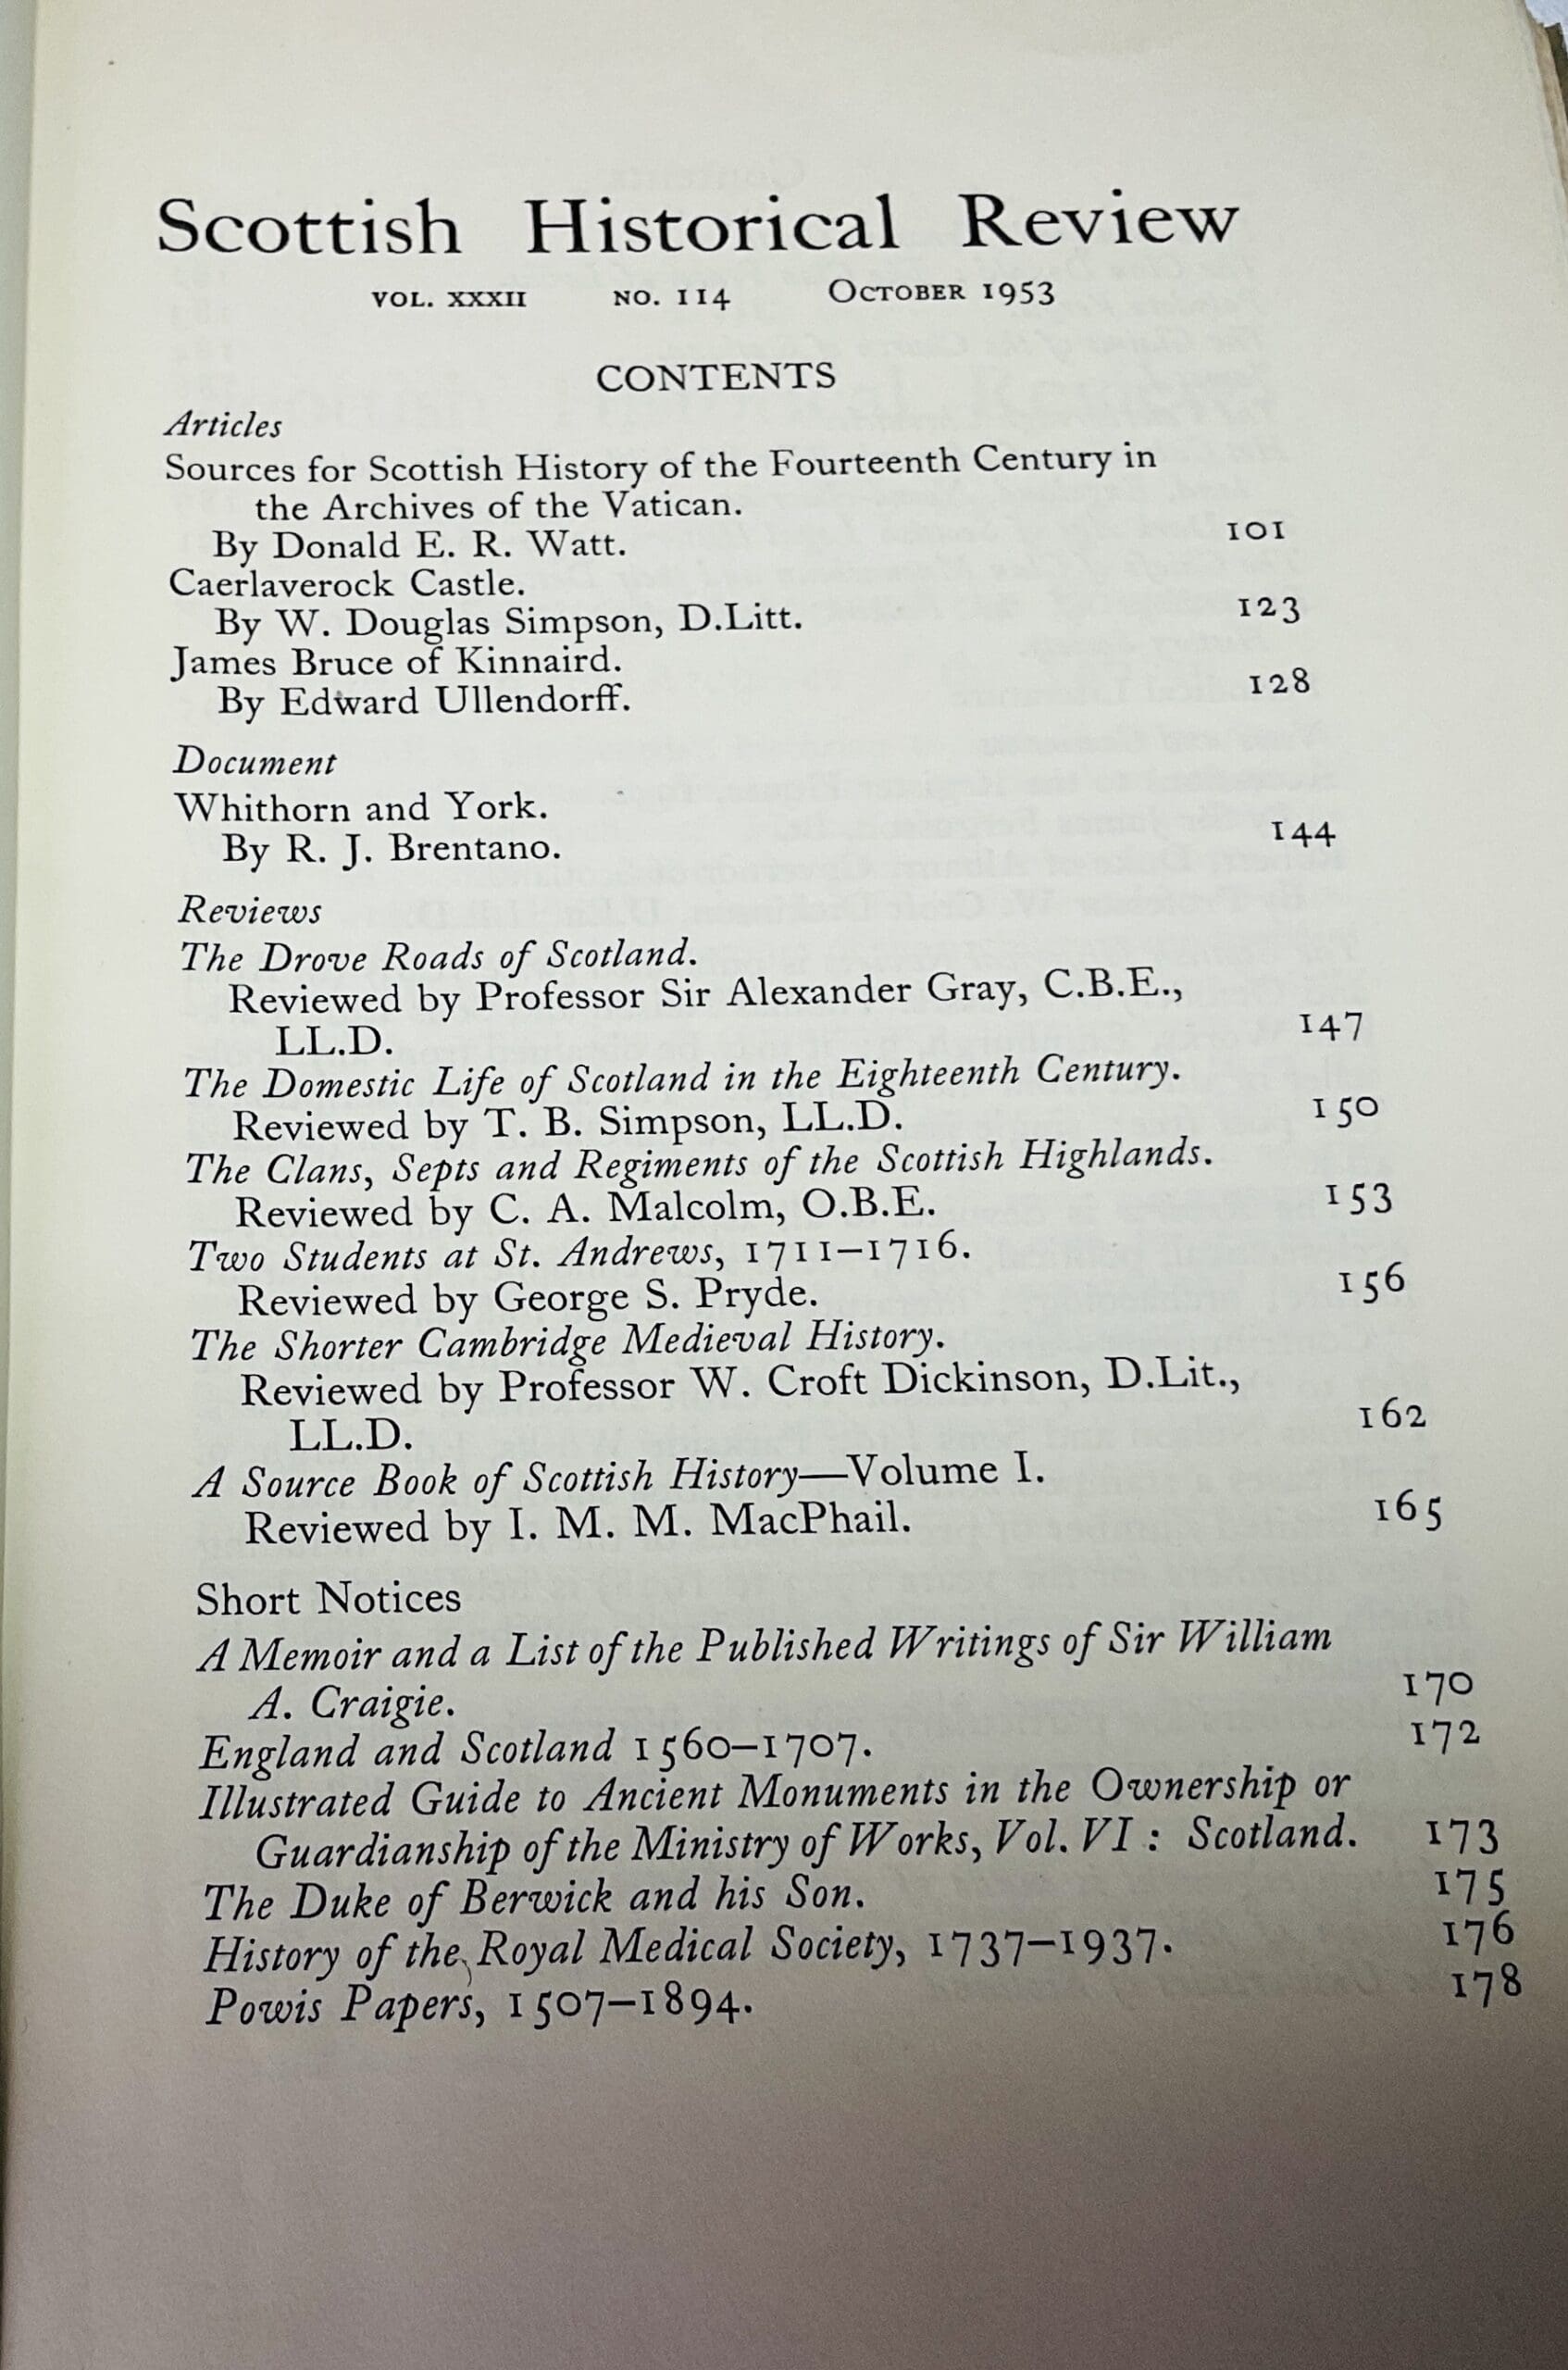 Scottish Historical Review
VOL. XXXII NO. 114 OCTOBER 1953
CONTENTS
Articles
Sources for Scottish History of the Fourteenth Century in
the Archives of the Vatican.
By Donald E. R. Watt. 101
Caerlaverock Castle.
By W. Douglas Simpson, D.Litt. 123
James Bruce of Kinnaird.
By Edward Ullendorff. 128
Document
Whithorn and York.
By R. J. Brentano. 144
Reviews
The Drove Roads of Scotland.
Reviewed by Professor Sir Alexander Gray, C.B.E.,
LL.D. 147
The Domestic Life of Scotland in the Eighteenth Century.
Reviewed by T. B. Simpson, LL.D. 150
The Clans, Septs and Regiments of the Scottish Highlands.
Reviewed by C. A. Malcolm, O.B.E. 153
Two Students at St. Andrews, 1711–1716.
Reviewed by George S. Pryde. 156
The Shorter Cambridge Medieval History.
Reviewed by Professor W. Croft Dickinson, D.Lit.,
LL.D. 162
A Source Book of Scottish History—Volume I.
Reviewed by I. M. M. MacPhail. 165
Short Notices
A Memoir and a List of the Published Writings of Sir William
A. Craigie. 170
England and Scotland 1560–1707. 172
Illustrated Guide to Ancient Monuments in the Ownership or
Guardianship of the Ministry of Works, Vol. VI : Scotland. 173
The Duke of Berwick and his Son. 175
History of the Royal Medical Society, 1737–1937. 176
Powis Papers, 1507–1894. 178